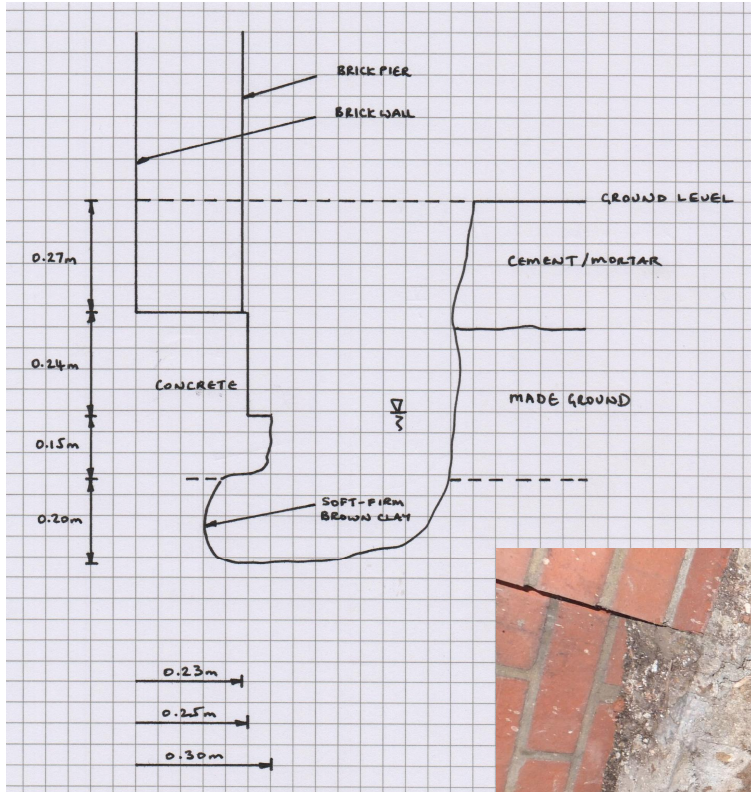 BRICK PIER
BRICK WALL
GROUND LEVEL
0.27m
CEMENT/MORTAR
0.24m
CONCRETE
MADE GROUND
0.15m
SOFT-FIRM
BROWN CLAY
0.20m
0.23m
0.25m
0.30m